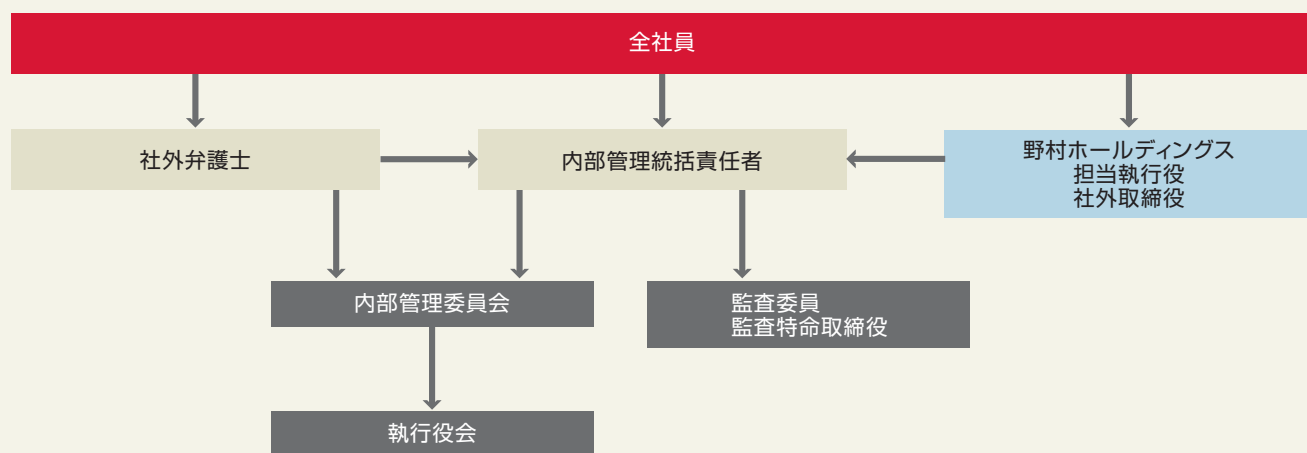 全社員
社外弁護士
内部管理統括責任者
野村ホールディングス
担当執行役
社外取締役
内部管理委員会
監査委員
監査特命取締役
執行役会